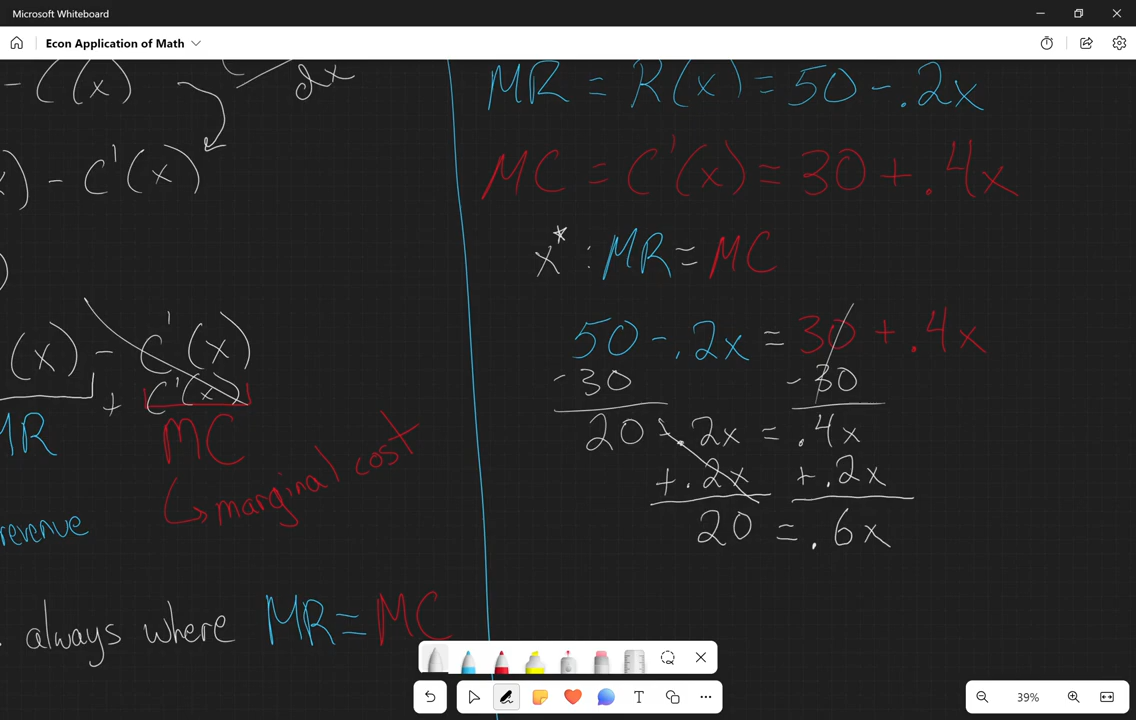 Microsoft Whiteboard
Econ Application of Math
- C(x)
dx
x) - C'(x)
)
(x) - C'(x)
+ C'(x)
MR
MC
↳ marginal cost
revenue
. always where MR = MC
MR = R'(x) = 50 - .2x
MC = C'(x) = 30 + .4x
x* : MR = MC
50 - .2x = 30 + .4x
-30 -30
20 - .2x = .4x
+ .2x + .2x
20 = .6x
T
39%